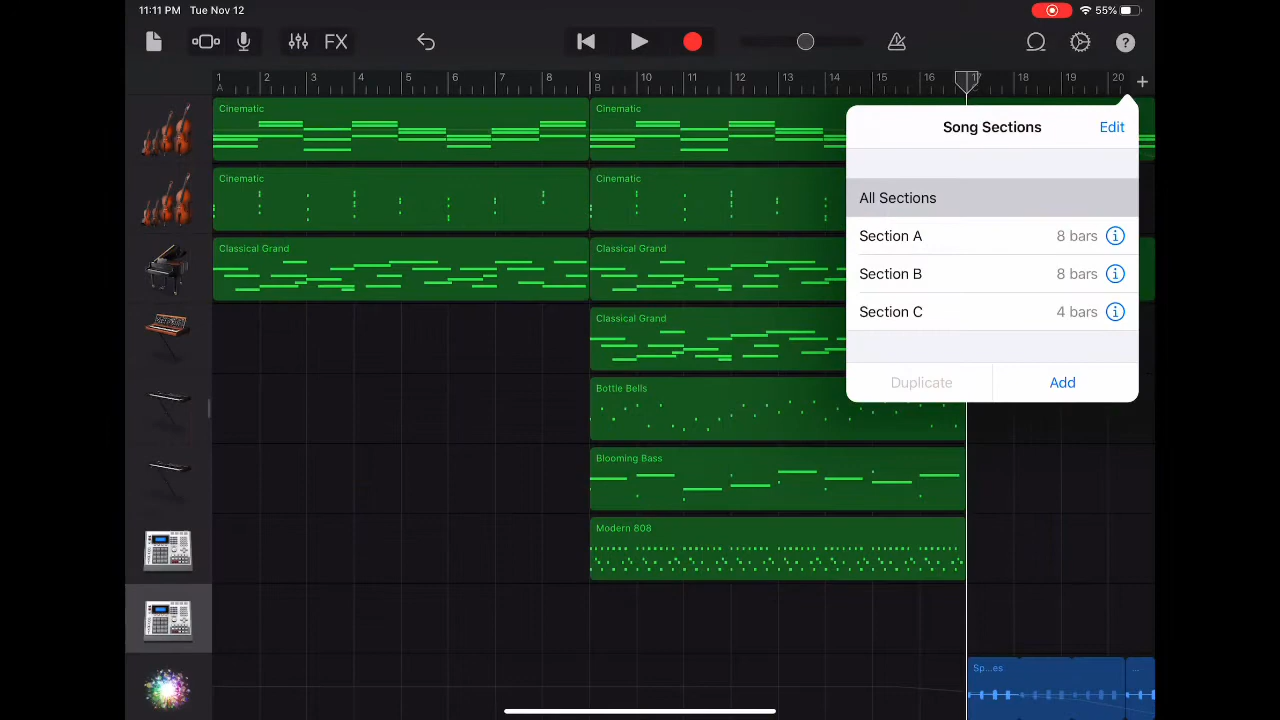 11:11 PM Tue Nov 12
55%
FX
?
1 2 3 4 5 6 7 8 9 10 11 12 13 14 15 16 17 18 19 20 +
A B
Cinematic Cinematic
Song Sections Edit
Cinematic Cinematic
All Sections
Section A 8 bars
Classical Grand Classical Grand
Section B 8 bars
Section C 4 bars
Classical Grand
Duplicate Add
Bottle Bells
Blooming Bass
Modern 808
Sp...es ...